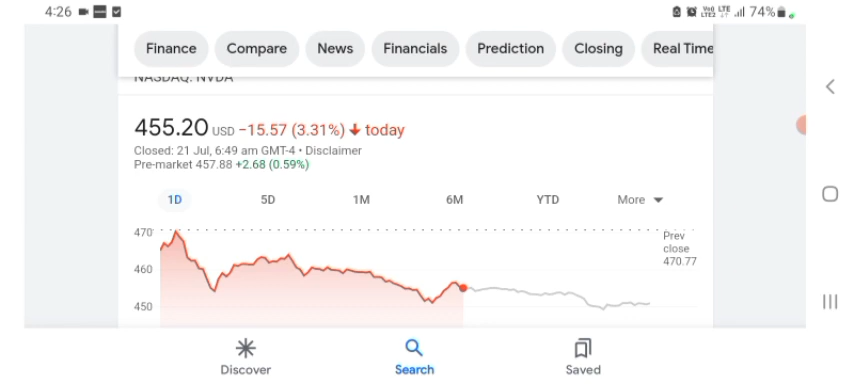 4:26 LTE LTE2 74%
Finance Compare News Financials Prediction Closing Real Time
NASDAQ: NVDA
455.20 USD −15.57 (3.31%) today
Closed: 21 Jul, 6:49 am GMT-4 • Disclaimer
Pre-market 457.88 +2.68 (0.59%)
1D 5D 1M 6M YTD More
470
Prev
close
470.77
460
450
Discover Search Saved